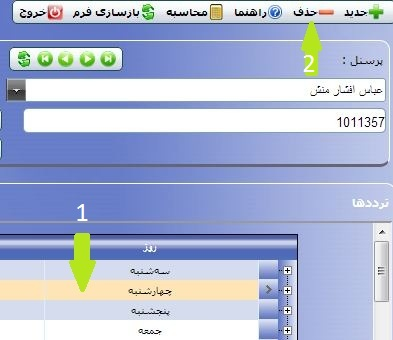 جدید حذف راهنما محاسبه بازسازی فرم خروج
2
پرسنل :
عباس افشار منش
1011357
ترددها
1
روز
سه‌شنبه
چهارشنبه
پنجشنبه
جمعه